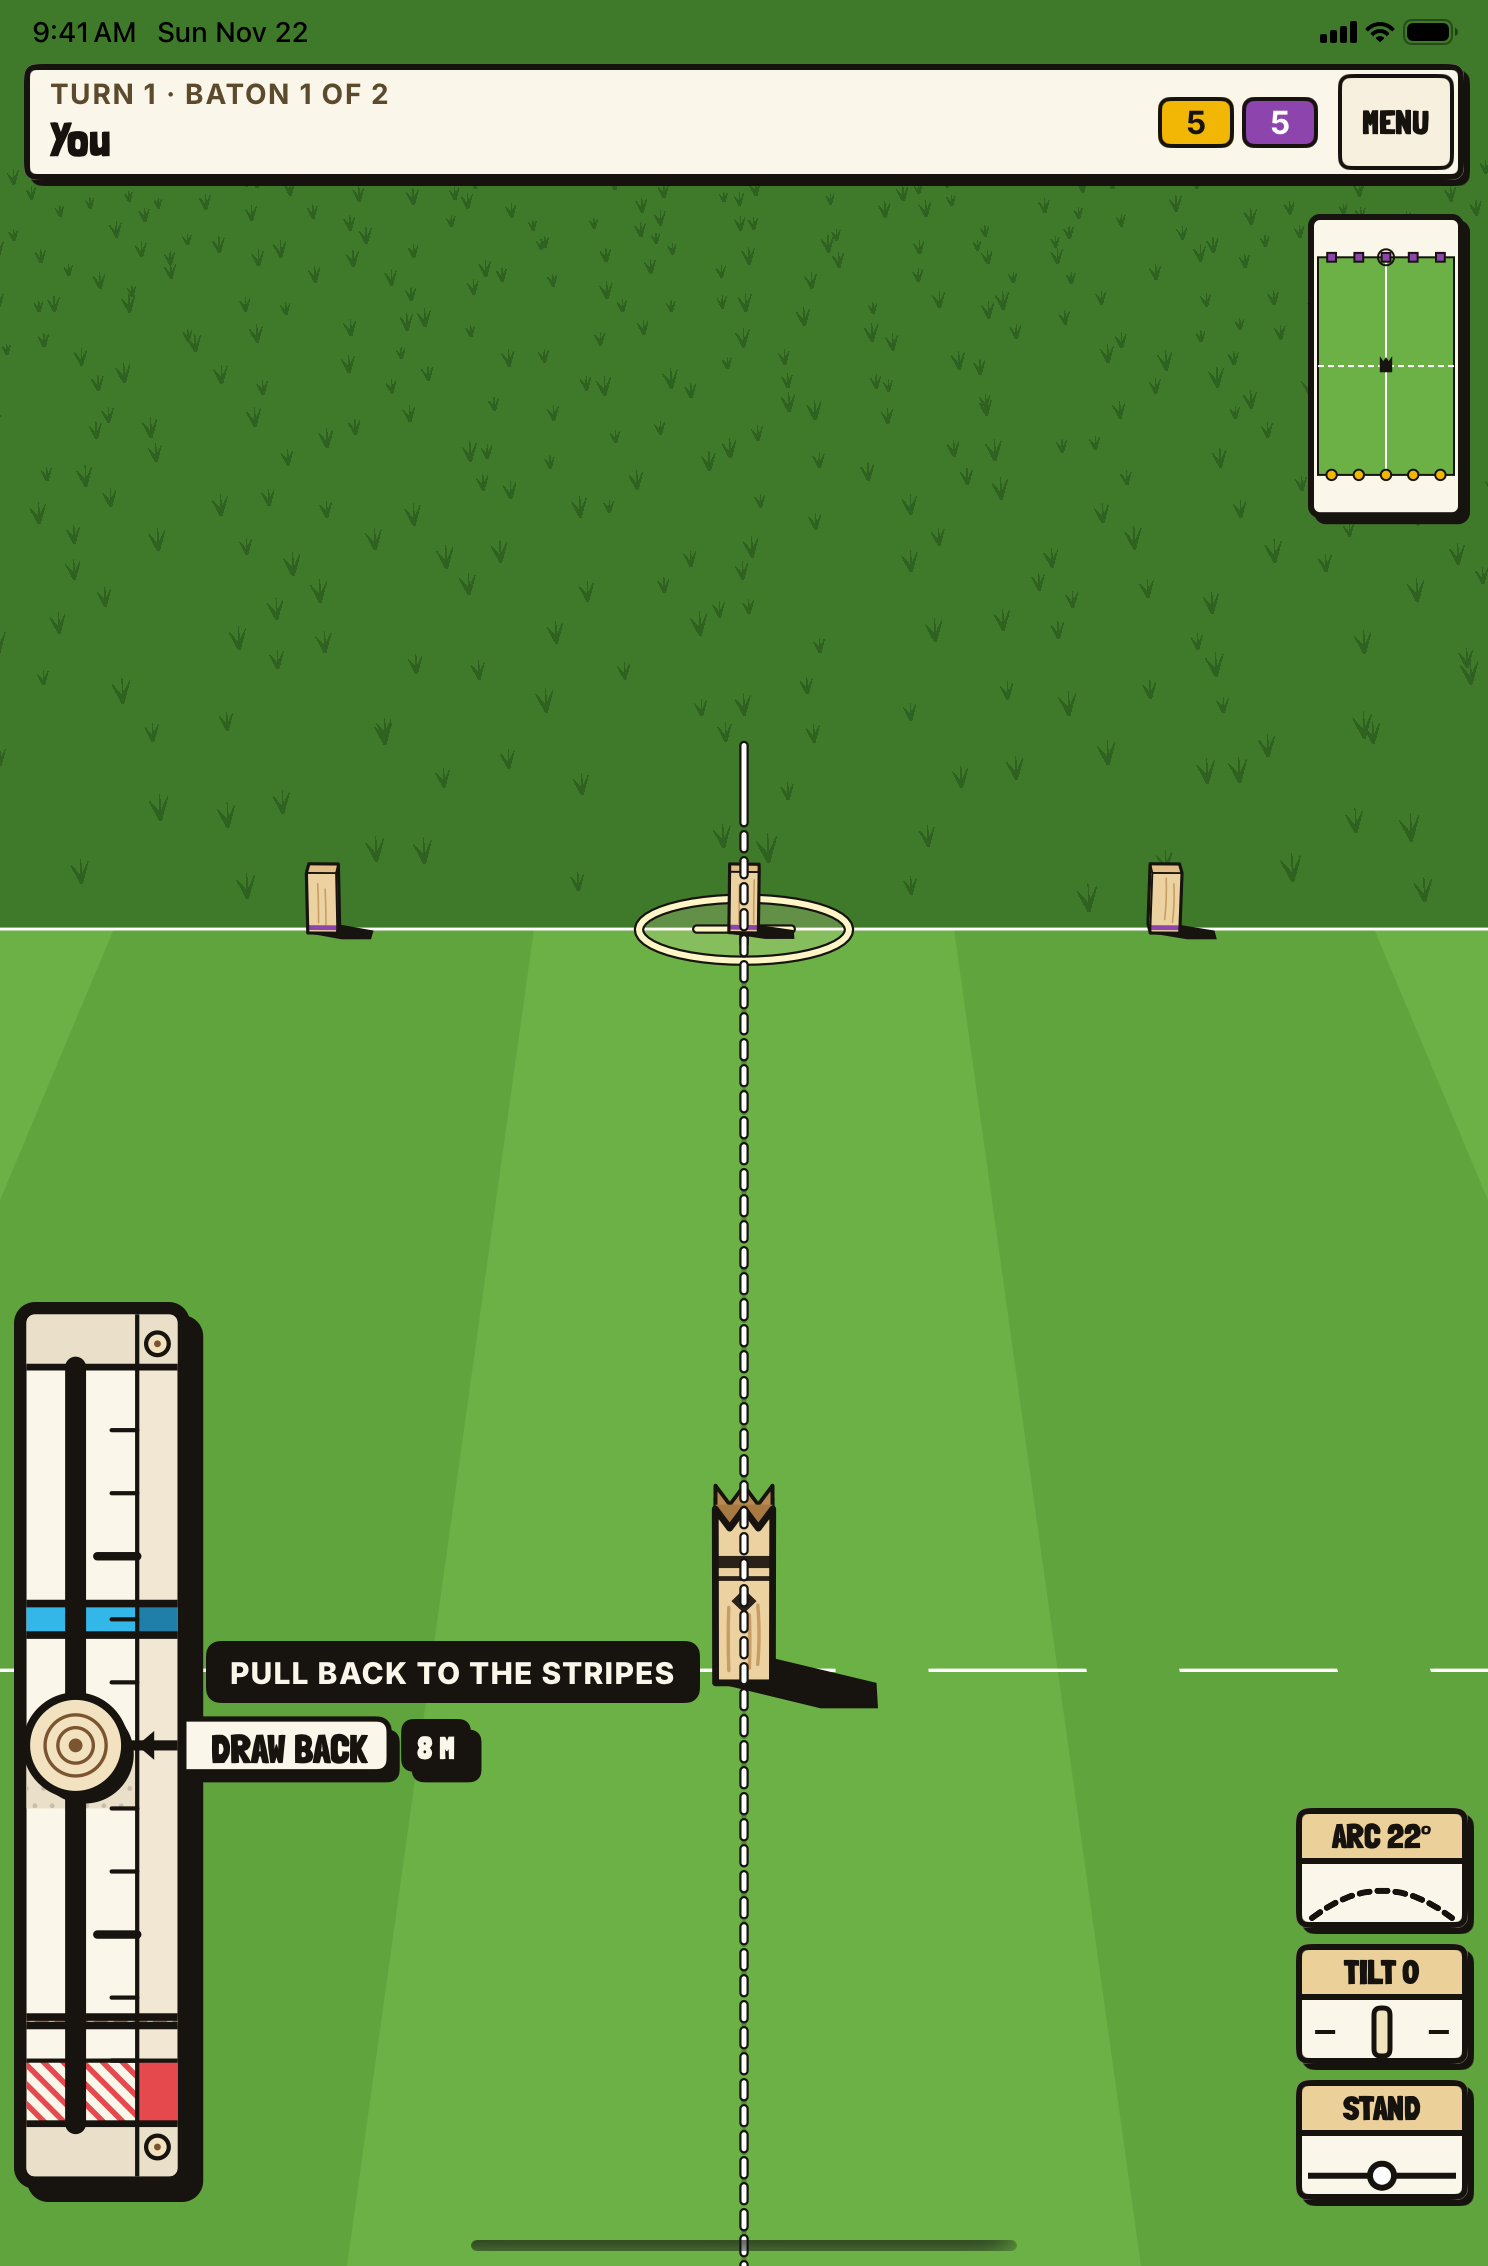 9:41 AM Sun Nov 22
TURN 1 · BATON 1 OF 2
You
5 5
MENU
PULL BACK TO THE STRIPES
DRAW BACK
8 M
ARC 22°
TILT 0
STAND